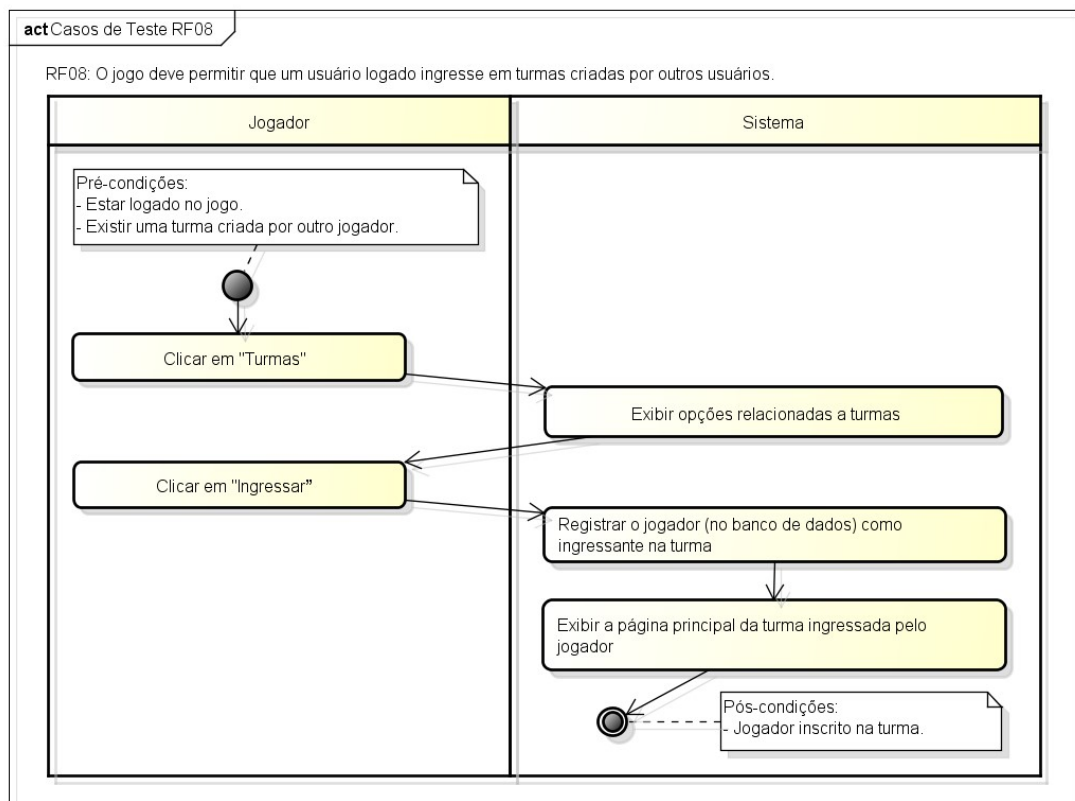 act Casos de Teste RF08
RF08: O jogo deve permitir que um usuário logado ingresse em turmas criadas por outros usuários.
Jogador
Sistema
Pré-condições:
- Estar logado no jogo.
- Existir uma turma criada por outro jogador.
Clicar em "Turmas"
Exibir opções relacionadas a turmas
Clicar em "Ingressar”
Registrar o jogador (no banco de dados) como
ingressante na turma
Exibir a página principal da turma ingressada pelo
jogador
Pós-condições:
- Jogador inscrito na turma.